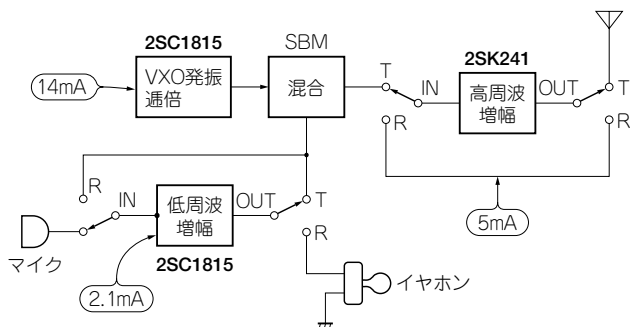 2SC1815
SBM
14mA
VXO発振
逓倍
混合
T
R
IN
2SK241
高周波
増幅
OUT
T
R
5mA
R
IN
マイク
低周波
増幅
2SC1815
OUT
T
R
2.1mA
イヤホン